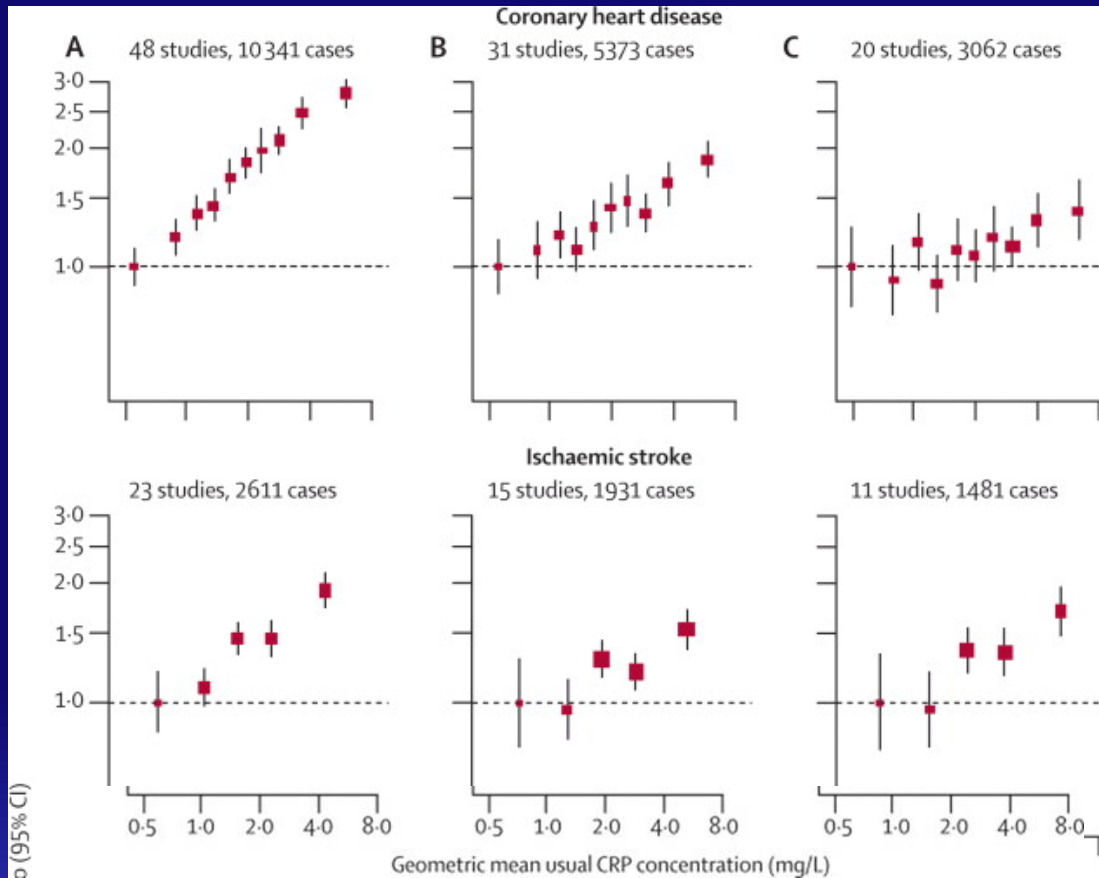 Coronary heart disease
A B C
48 studies, 10 341 cases 31 studies, 5373 cases 20 studies, 3062 cases
3·0
2·5
2·0
1·5
1·0
Ischaemic stroke
23 studies, 2611 cases 15 studies, 1931 cases 11 studies, 1481 cases
3·0
2·5
2·0
1·5
1·0
0·5 1·0 2·0 4·0 8·0 0·5 1·0 2·0 4·0 8·0 0·5 1·0 2·0 4·0 8·0
Geometric mean usual CRP concentration (mg/L)
(95% CI)